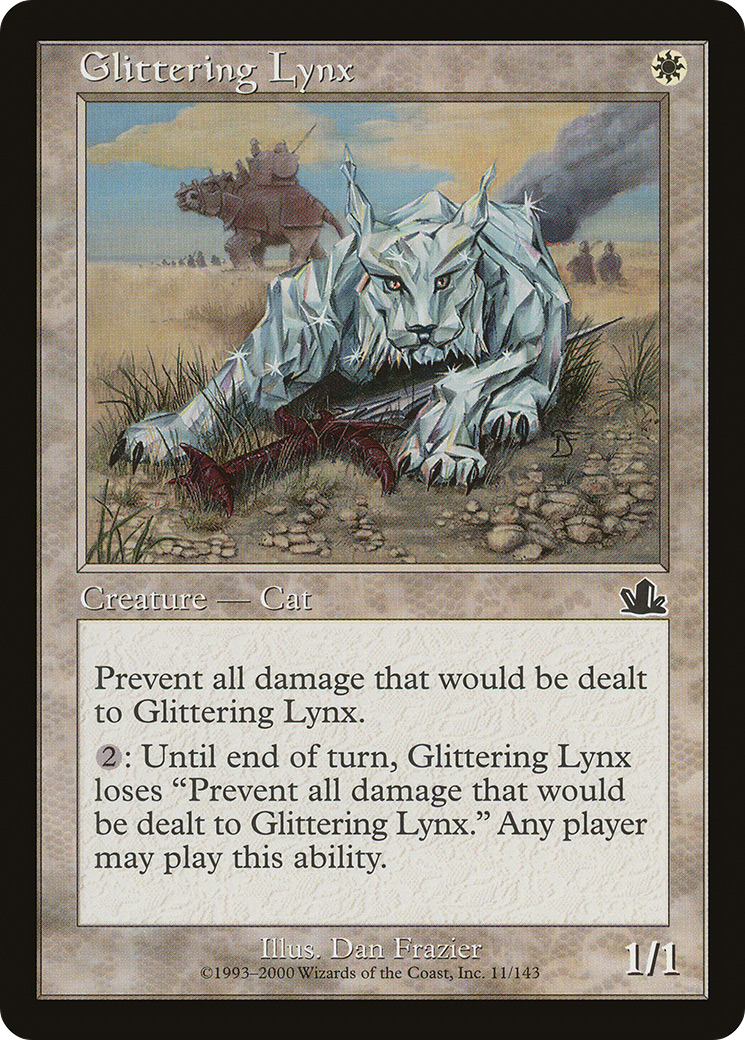 Glittering Lynx
Creature — Cat
Prevent all damage that would be dealt
to Glittering Lynx.
2: Until end of turn, Glittering Lynx
loses “Prevent all damage that would
be dealt to Glittering Lynx.” Any player
may play this ability.
Illus. Dan Frazier
©1993–2000 Wizards of the Coast, Inc. 11/143
1/1